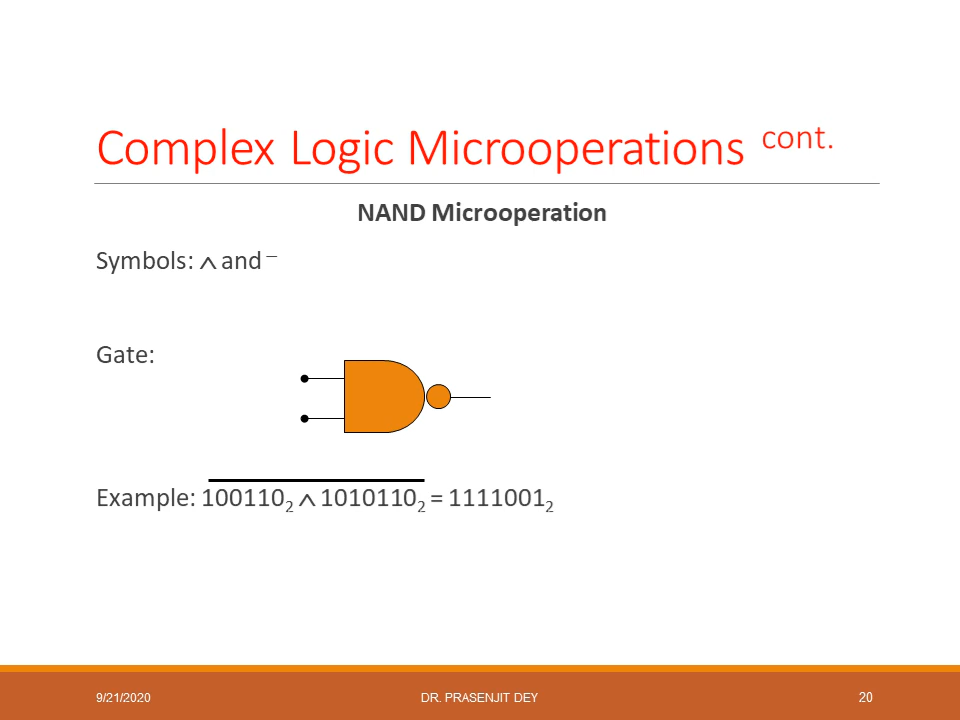 Complex Logic Microoperations cont.
NAND Microoperation
Symbols: ∧ and ¯
Gate:
Example: 100110₂ ∧ 1010110₂ = 1111001₂
9/21/2020 DR. PRASENJIT DEY 20